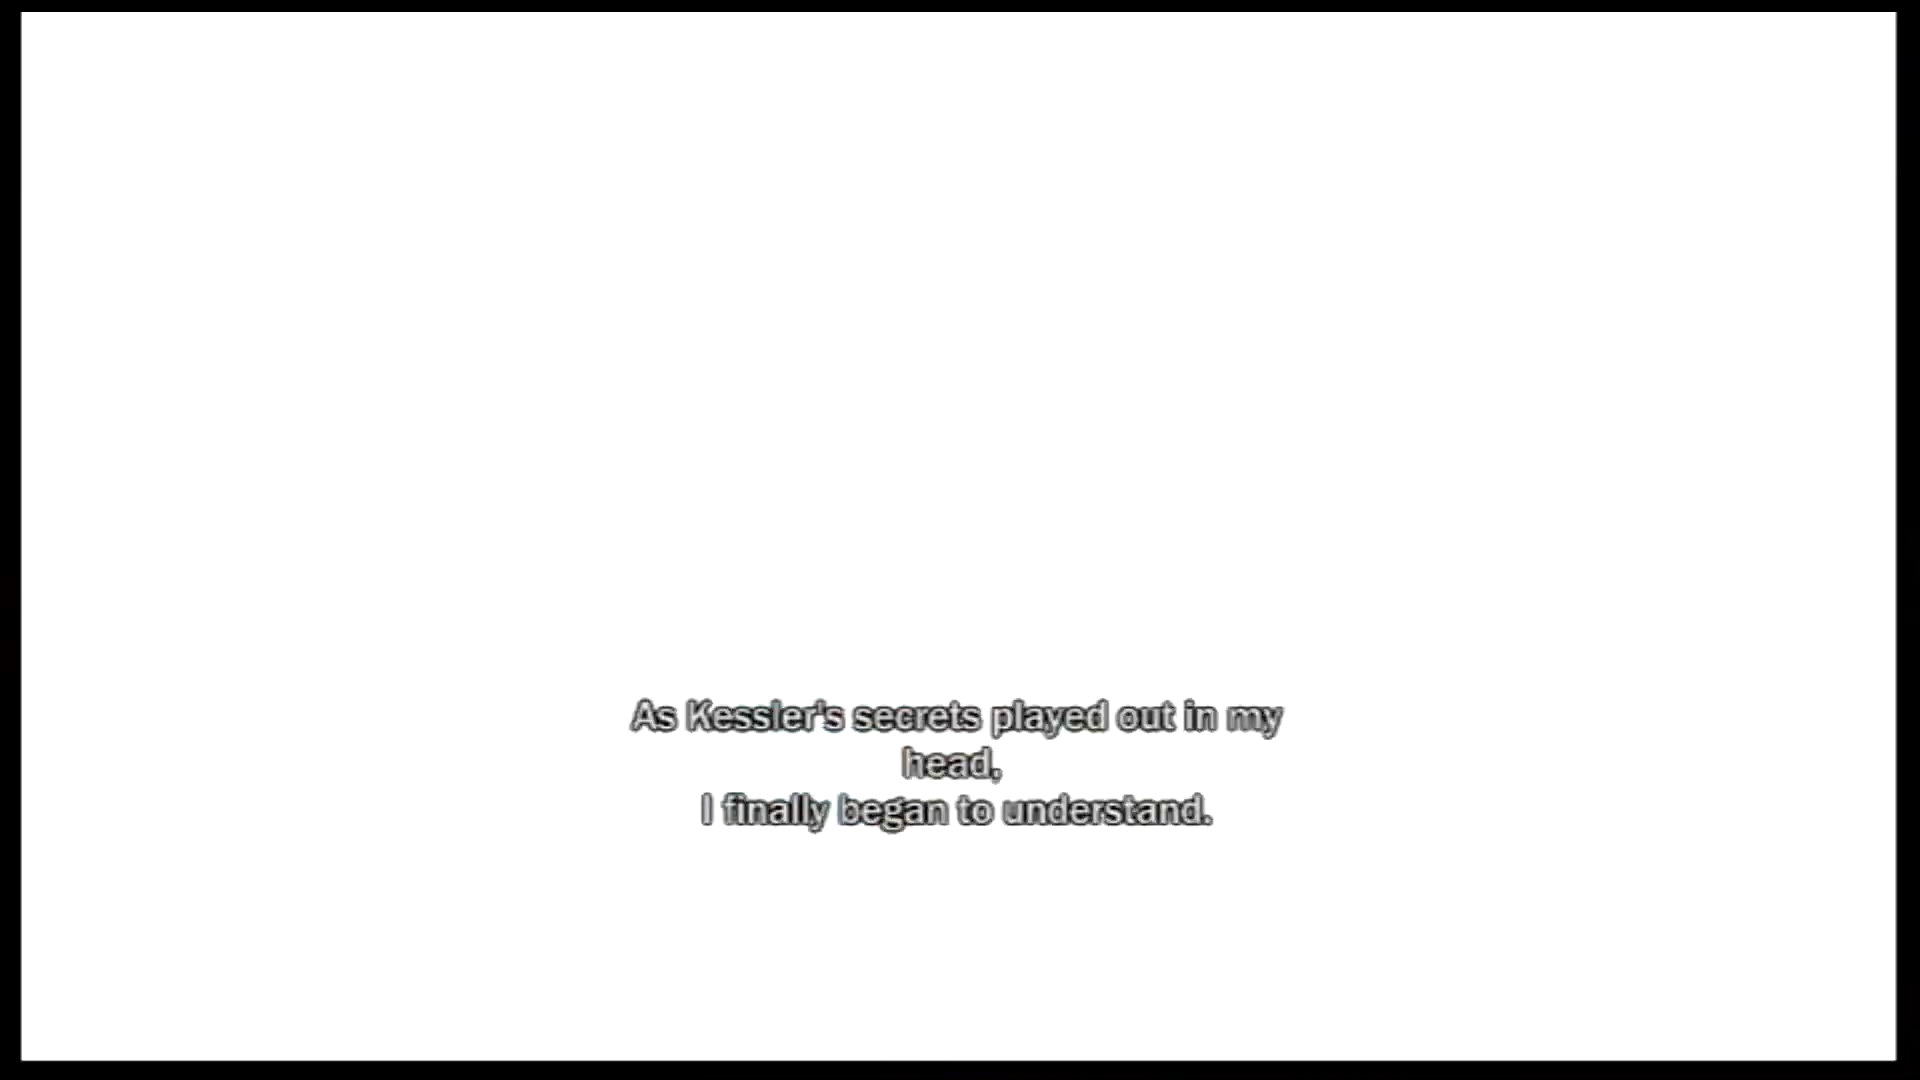 As Kessler's secrets played out in my
head,
I finally began to understand.